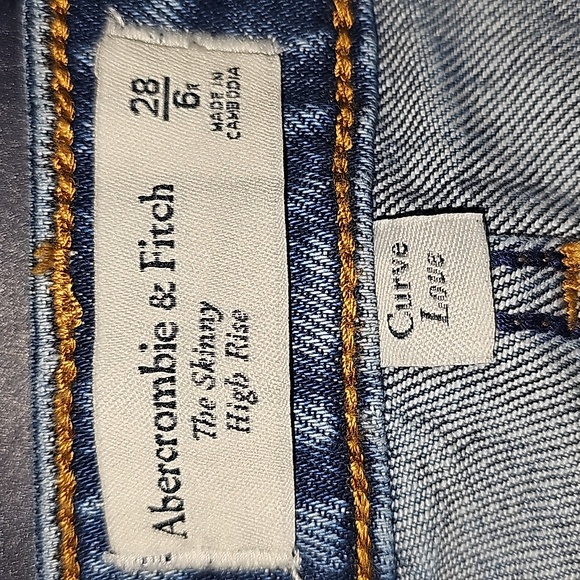 Abercrombie & Fitch
The Skinny
High Rise
28
6R
MADE IN
CAMBODIA
Curve
Love